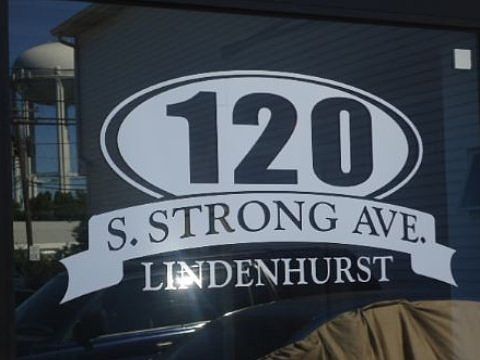 120
S. STRONG AVE.
LINDENHURST